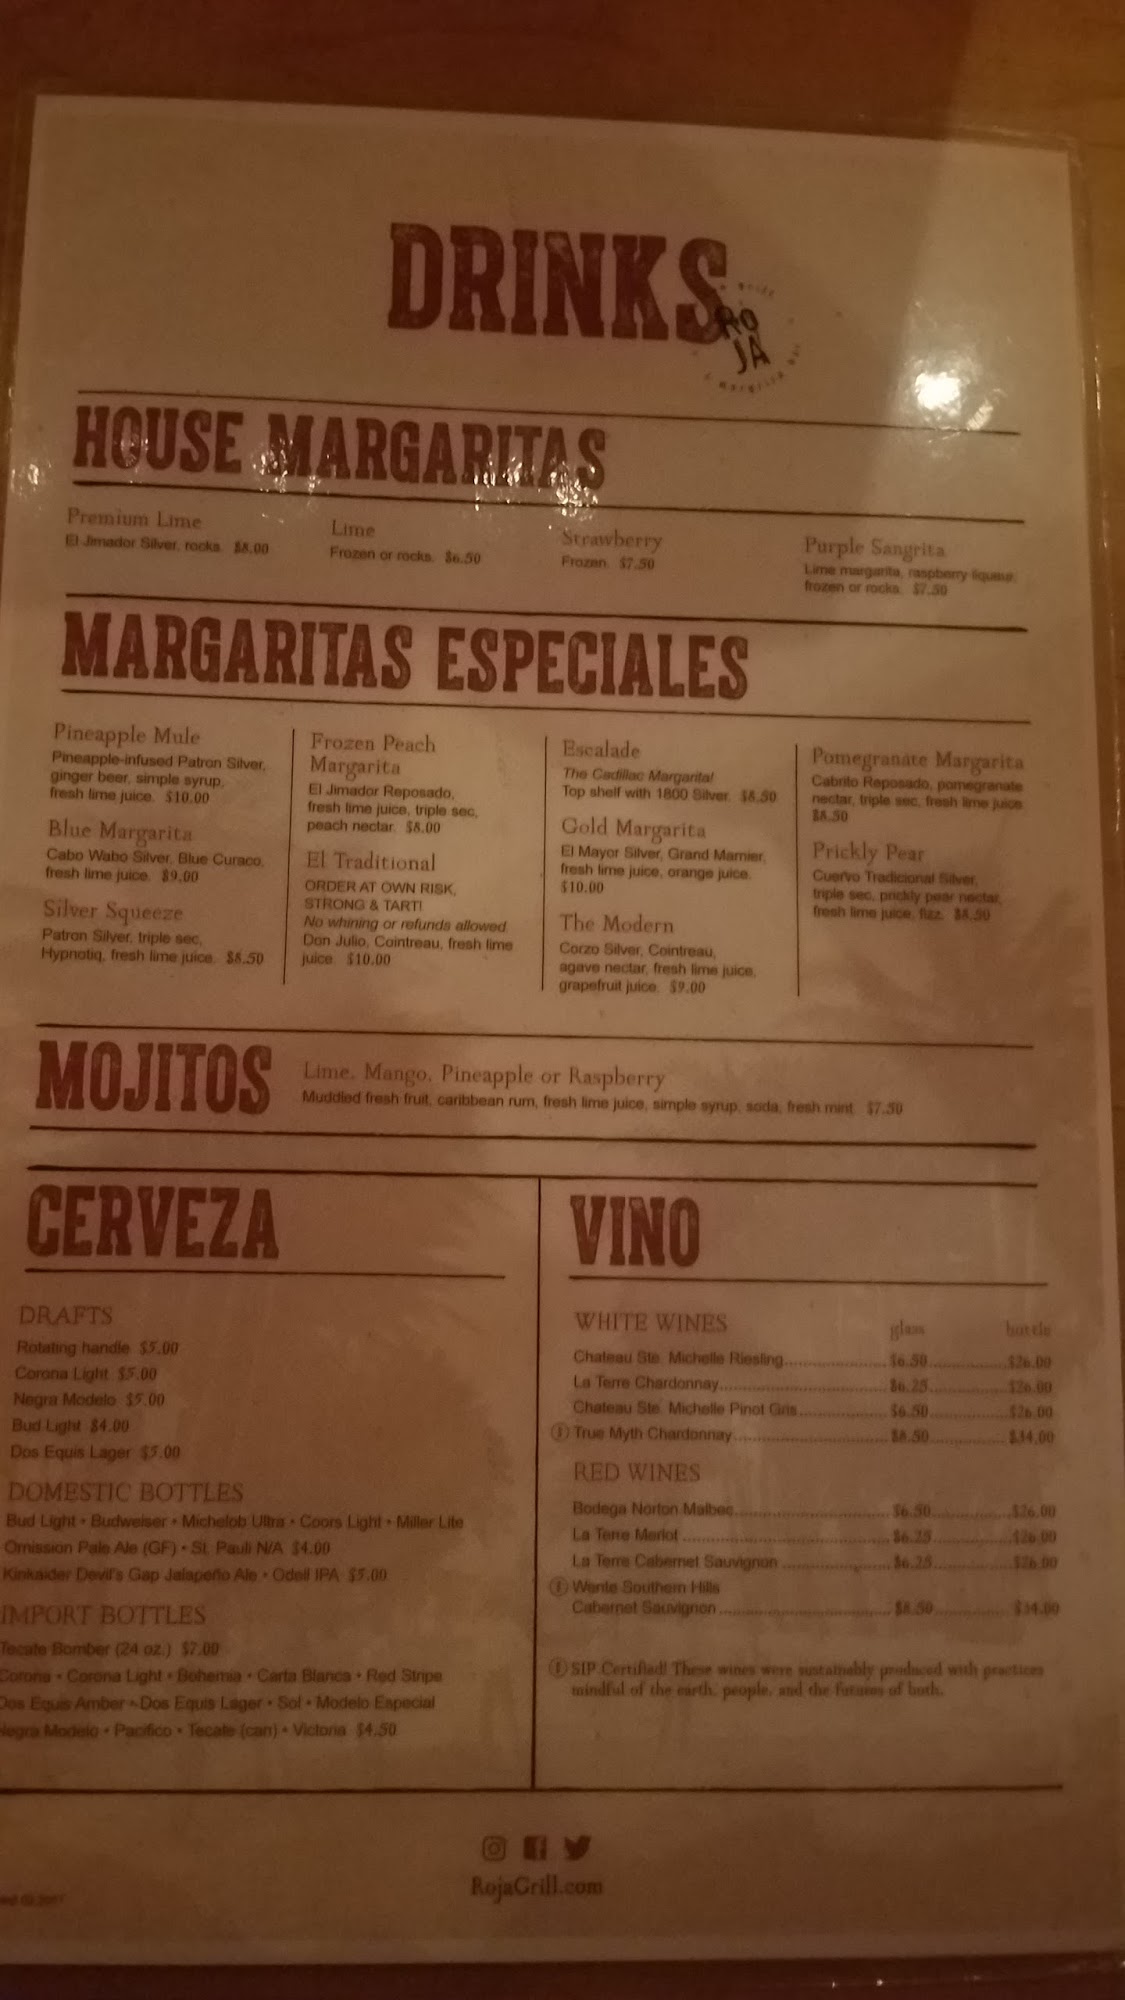 DRINKS
RO
JA
HOUSE MARGARITAS
Premium Lime
El Jimador Silver, rocks. $8.00
Lime
Frozen or rocks. $6.50
Strawberry
Frozen. $7.50
Purple Sangrita
Lime margarita, raspberry liqueur,
frozen or rocks. $7.50
MARGARITAS ESPECIALES
Pineapple Mule
Pineapple-infused Patron Silver,
ginger beer, simple syrup,
fresh lime juice. $10.00
Blue Margarita
Cabo Wabo Silver, Blue Curaco,
fresh lime juice. $9.00
Silver Squeeze
Patron Silver, triple sec,
Hypnotiq, fresh lime juice. $8.50
Frozen Peach
Margarita
El Jimador Reposado,
fresh lime juice, triple sec,
peach nectar. $8.00
El Traditional
ORDER AT OWN RISK,
STRONG & TART!
No whining or refunds allowed
Don Julio, Cointreau, fresh lime
juice. $10.00
Escalade
The Cadillac Margarita!
Top shelf with 1800 Silver. $8.50
Gold Margarita
El Mayor Silver, Grand Marnier,
fresh lime juice, orange juice.
$10.00
The Modern
Corzo Silver, Cointreau,
agave nectar, fresh lime juice,
grapefruit juice. $9.00
Pomegranate Margarita
Cabrito Reposado, pomegranate
nectar, triple sec, fresh lime juice
$8.50
Prickly Pear
Cuervo Tradicional Silver,
triple sec, prickly pear nectar,
fresh lime juice, fizz. $8.50
MOJITOS
Lime, Mango, Pineapple or Raspberry
Muddled fresh fruit, caribbean rum, fresh lime juice, simple syrup, soda, fresh mint. $7.50
CERVEZA
DRAFTS
Rotating handle $5.00
Corona Light $5.00
Negra Modelo $5.00
Bud Light $4.00
Dos Equis Lager $5.00
DOMESTIC BOTTLES
Bud Light • Budweiser • Michelob Ultra • Coors Light • Miller Lite
Omission Pale Ale (GF) • St. Pauli N/A $4.00
Kinkaider Devil's Gap Jalapeño Ale • Odell IPA $5.00
IMPORT BOTTLES
Tecate Bomber (24 oz.) $7.00
Corona • Corona Light • Bohemia • Carta Blanca • Red Stripe
Dos Equis Amber • Dos Equis Lager • Sol • Modelo Especial
Negra Modelo • Pacifico • Tecate (can) • Victoria $4.50
VINO
WHITE WINES glass bottle
Chateau Ste. Michelle Riesling $6.50 $26.00
La Terre Chardonnay $6.25 $26.00
Chateau Ste. Michelle Pinot Gris $6.50 $26.00
True Myth Chardonnay $8.50 $34.00
RED WINES
Bodega Norton Malbec $6.50 $26.00
La Terre Merlot $6.25 $26.00
La Terre Cabernet Sauvignon $6.25 $26.00
Wente Southern Hills
Cabernet Sauvignon $8.50 $34.00
SIP Certified! These wines were sustainably produced with practices
mindful of the earth, people, and the futures of both.
RojaGrill.com